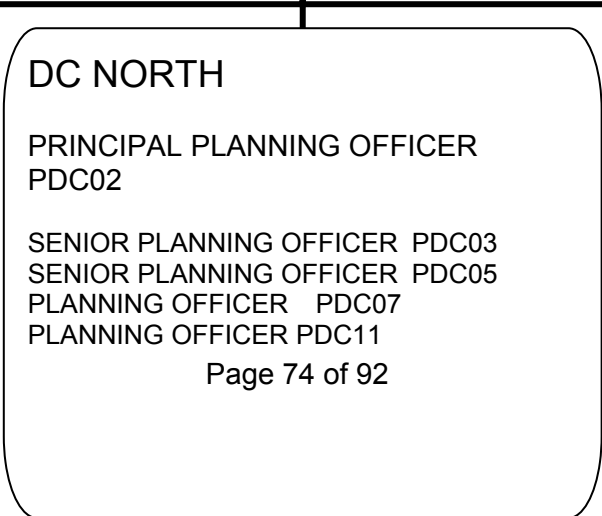 DC NORTH
PRINCIPAL PLANNING OFFICER
PDC02
SENIOR PLANNING OFFICER PDC03
SENIOR PLANNING OFFICER PDC05
PLANNING OFFICER PDC07
PLANNING OFFICER PDC11
Page 74 of 92